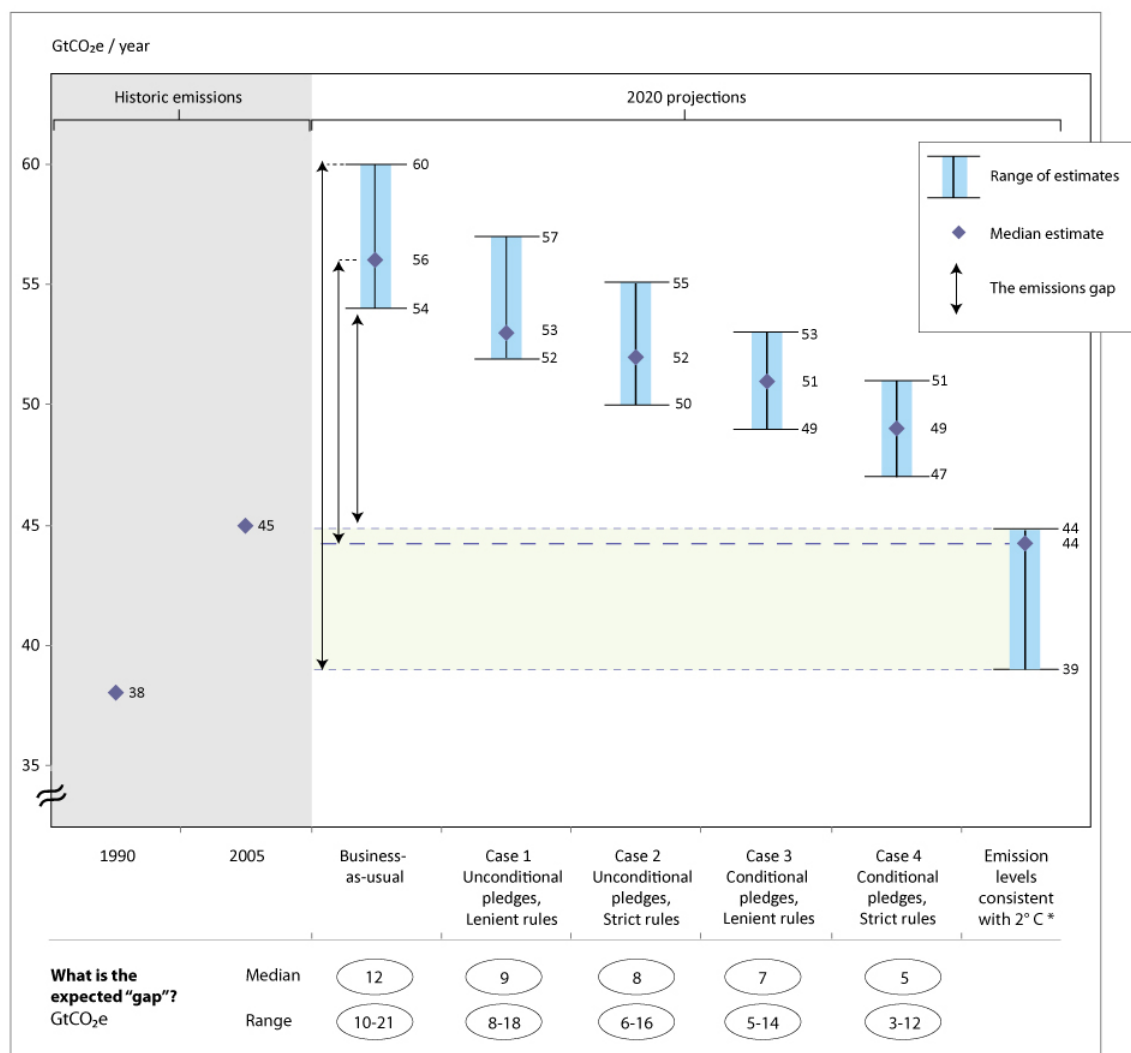 GtCO₂e / year
Historic emissions
2020 projections
60
55
50
45
40
35
38
45
60
56
54
57
53
52
55
52
50
53
51
49
51
49
47
44
44
39
Range of estimates
Median estimate
The emissions gap
1990
2005
Business-
as-usual
Case 1
Unconditional
pledges,
Lenient rules
Case 2
Unconditional
pledges,
Strict rules
Case 3
Conditional
pledges,
Lenient rules
Case 4
Conditional
pledges,
Strict rules
Emission
levels
consistent
with 2° C *
What is the
expected “gap”?
GtCO₂e
Median
12
9
8
7
5
Range
10-21
8-18
6-16
5-14
3-12